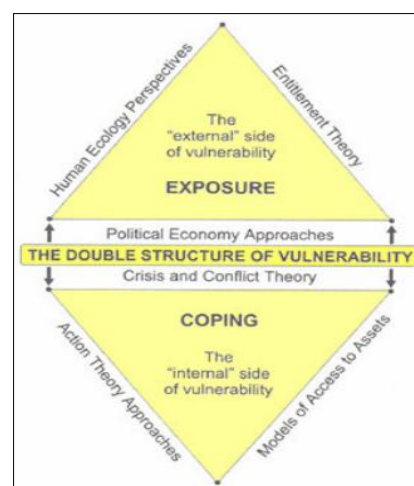 Human Ecology Perspectives
Entitlement Theory
The
"external" side
of vulnerability
EXPOSURE
Political Economy Approaches
THE DOUBLE STRUCTURE OF VULNERABILITY
Crisis and Conflict Theory
COPING
The
"internal" side
of vulnerability
Action Theory Approaches
Models of Access to Assets